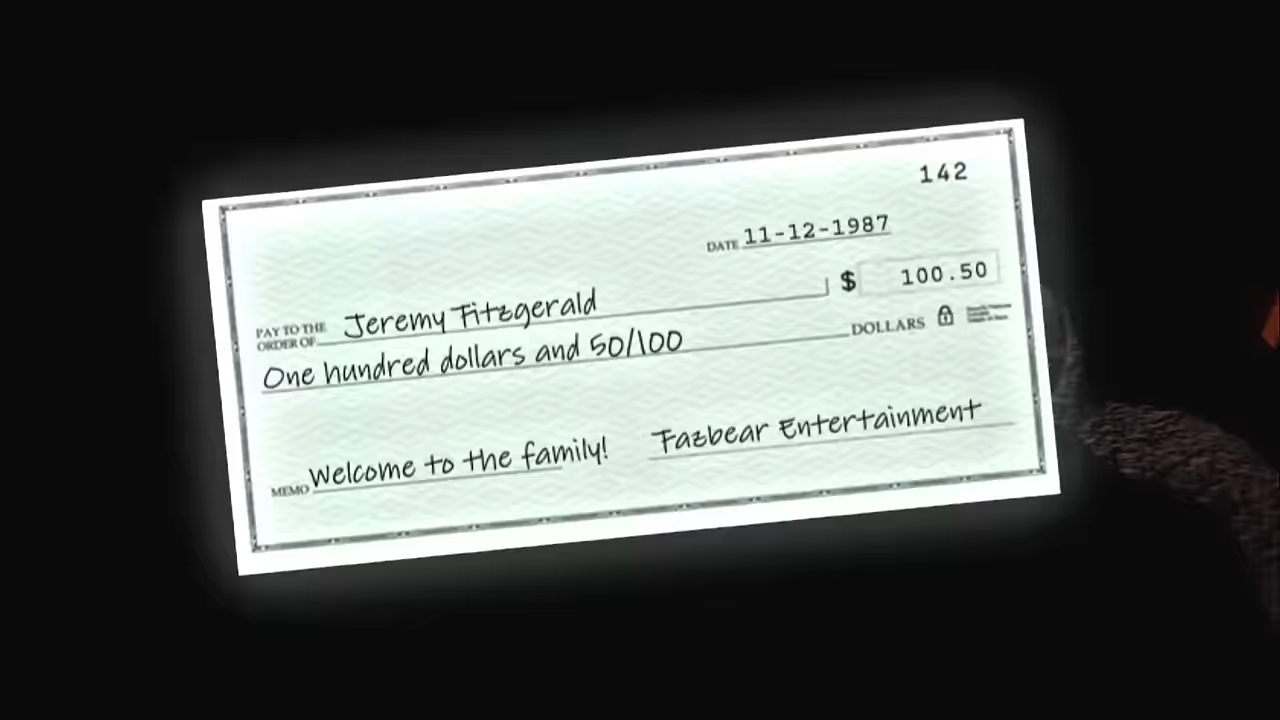 142
DATE 11-12-1987
PAY TO THE ORDER OF Jeremy Fitzgerald $ 100.50
One hundred dollars and 50/100 DOLLARS
MEMO Welcome to the family! Fazbear Entertainment